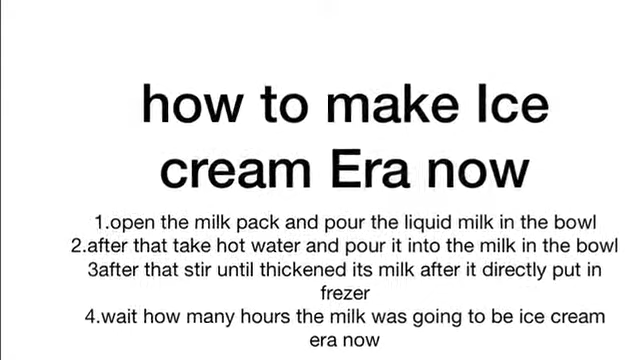 how to make Ice
cream Era now
1.open the milk pack and pour the liquid milk in the bowl
2.after that take hot water and pour it into the milk in the bowl
3after that stir until thickened its milk after it directly put in
frezer
4.wait how many hours the milk was going to be ice cream
era now